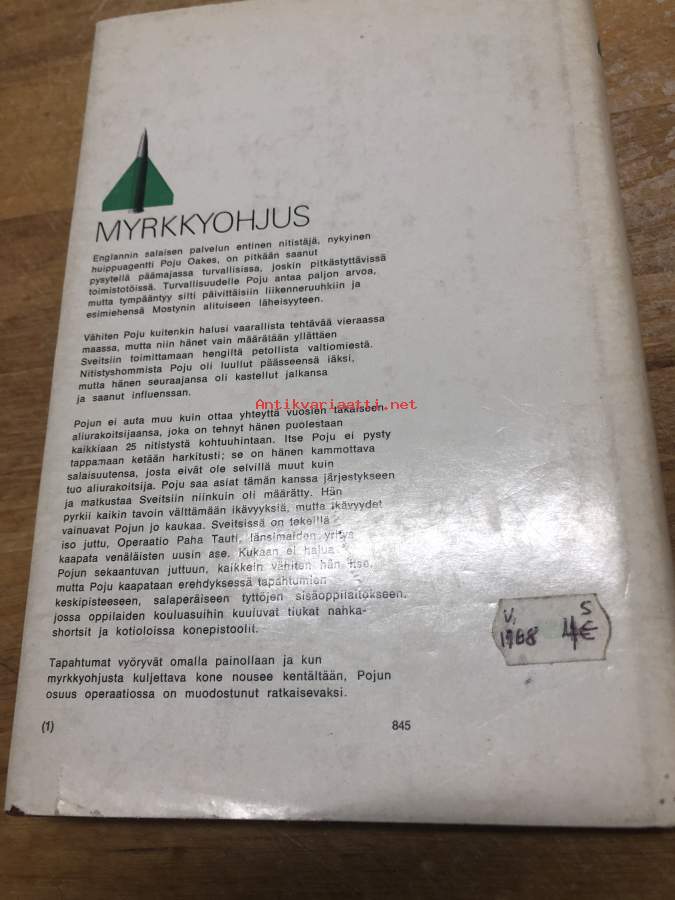 MYRKKYOHJUS
Englannin salaisen palvelun entinen nitistäjä, nykyinen
huippuagentti Poju Oakes, on pitkään saanut
pysytellä päämajassa turvallisissa, joskin pitkästyttävissä
toimistotöissä. Turvallisuudelle Poju antaa paljon arvoa,
mutta tympääntyy silti päivittäisiin liikenneruuhkiin ja
esimiehensä Mostynin alituiseen läheisyyteen.
Vähiten Poju kuitenkin halusi vaarallista tehtävää vieraassa
maassa, mutta niin hänet vain määrätään yllättäen
Sveitsiin toimittamaan hengiltä petollista valtiomiestä.
Nitistyshommista Poju oli luullut päässeensä iäksi,
mutta hänen seuraajansa oli kastellut jalkansa
ja saanut influenssan.
Antikvariaatti.net
Pojun ei auta muu kuin ottaa yhteyttä vuosien takaiseen
aliurakoitsijaansa, joka on tehnyt hänen puolestaan
kaikkiaan 25 nitistystä kohtuuhintaan. Itse Poju ei pysty
tappamaan ketään harkitusti; se on hänen kammottava
salaisuutensa, josta eivät ole selvillä muut kuin
tuo aliurakoitsija. Poju saa asiat tämän kanssa järjestykseen
ja matkustaa Sveitsiin niinkuin oli määrätty. Hän
pyrkii kaikin tavoin välttämään ikävyyksiä, mutta ikävyydet
vainuavat Pojun jo kaukaa. Sveitsissä on tekeillä
iso juttu, Operaatio Paha Tauti, länsimaiden yritys
kaapata venäläisten uusin ase. Kukaan ei halua
Pojun sekaantuvan juttuun, kaikkein vähiten hän itse,
mutta Poju kaapataan erehdyksessä tapahtumien
keskipisteeseen, salaperäiseen tyttöjen sisäoppilaitokseen,
jossa oppilaiden kouluasuihin kuuluvat tiukat nahka-
shortsit ja kotioloissa konepistoolit.
Tapahtumat vyöryvät omalla painollaan ja kun
myrkkyohjusta kuljettava kone nousee kentältään, Pojun
osuus operaatiossa on muodostunut ratkaisevaksi.
(1) 845
V, S
1968 4€